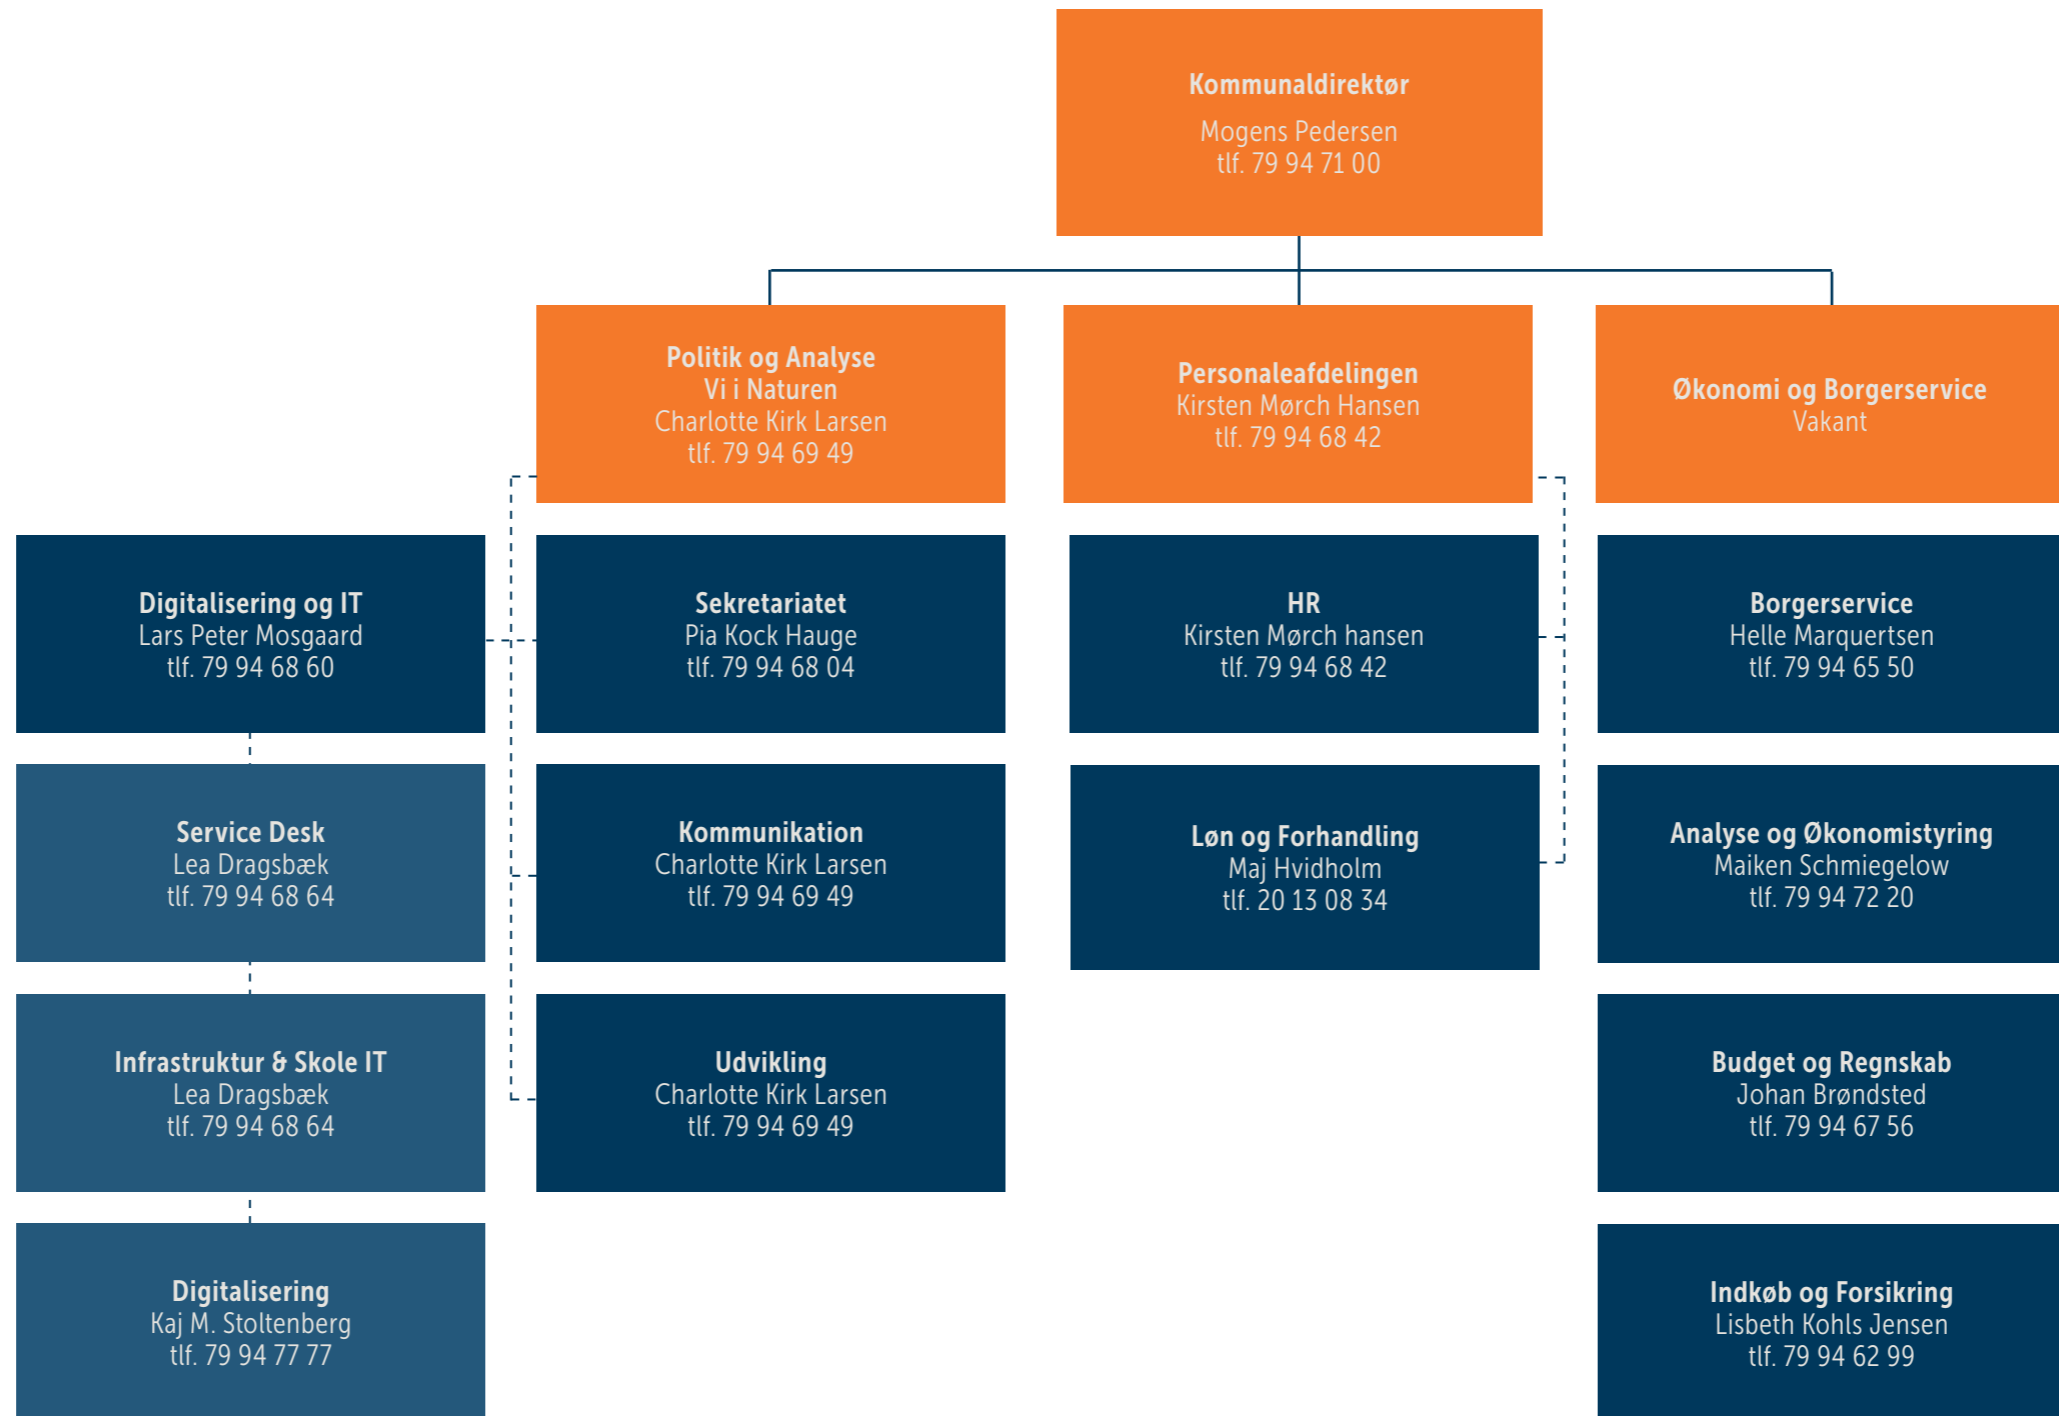 Kommunaldirektør
Mogens Pedersen
tlf. 79 94 71 00
Politik og Analyse
Vi i Naturen
Charlotte Kirk Larsen
tlf. 79 94 69 49
Personaleafdelingen
Kirsten Mørch Hansen
tlf. 79 94 68 42
Økonomi og Borgerservice
Vakant
Digitalisering og IT
Lars Peter Mosgaard
tlf. 79 94 68 60
Sekretariatet
Pia Kock Hauge
tlf. 79 94 68 04
HR
Kirsten Mørch hansen
tlf. 79 94 68 42
Borgerservice
Helle Marquertsen
tlf. 79 94 65 50
Service Desk
Lea Dragsbæk
tlf. 79 94 68 64
Kommunikation
Charlotte Kirk Larsen
tlf. 79 94 69 49
Løn og Forhandling
Maj Hvidholm
tlf. 20 13 08 34
Analyse og Økonomistyring
Maiken Schmiegelow
tlf. 79 94 72 20
Infrastruktur & Skole IT
Lea Dragsbæk
tlf. 79 94 68 64
Udvikling
Charlotte Kirk Larsen
tlf. 79 94 69 49
Budget og Regnskab
Johan Brøndsted
tlf. 79 94 67 56
Digitalisering
Kaj M. Stoltenberg
tlf. 79 94 77 77
Indkøb og Forsikring
Lisbeth Kohls Jensen
tlf. 79 94 62 99